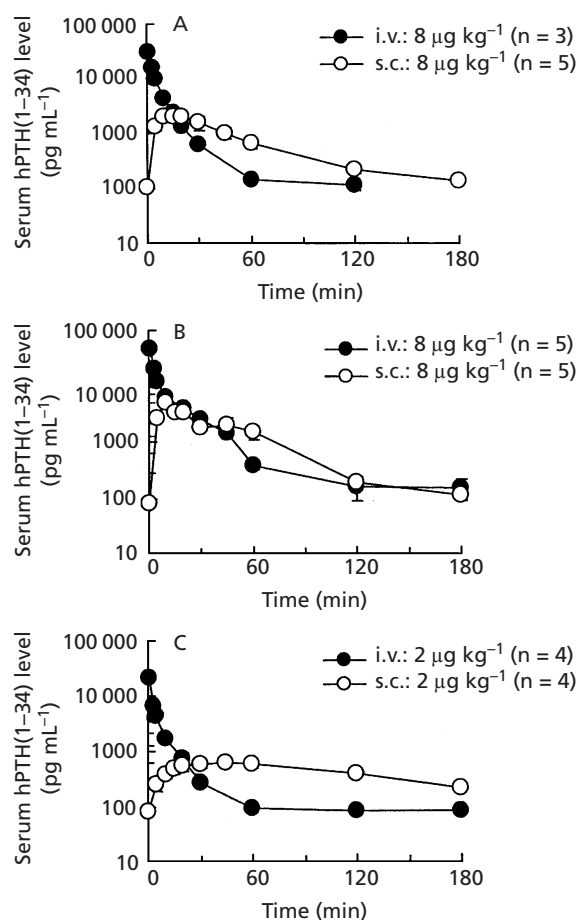 A
100 000
10 000
1000
100
10
Serum hPTH(1–34) level
(pg mL⁻¹)
i.v.: 8 µg kg⁻¹ (n = 3)
s.c.: 8 µg kg⁻¹ (n = 5)
0 60 120 180
Time (min)
B
100 000
10 000
1000
100
10
Serum hPTH(1–34) level
(pg mL⁻¹)
i.v.: 8 µg kg⁻¹ (n = 5)
s.c.: 8 µg kg⁻¹ (n = 5)
0 60 120 180
Time (min)
C
100 000
10 000
1000
100
10
Serum hPTH(1–34) level
(pg mL⁻¹)
i.v.: 2 µg kg⁻¹ (n = 4)
s.c.: 2 µg kg⁻¹ (n = 4)
0 60 120 180
Time (min)